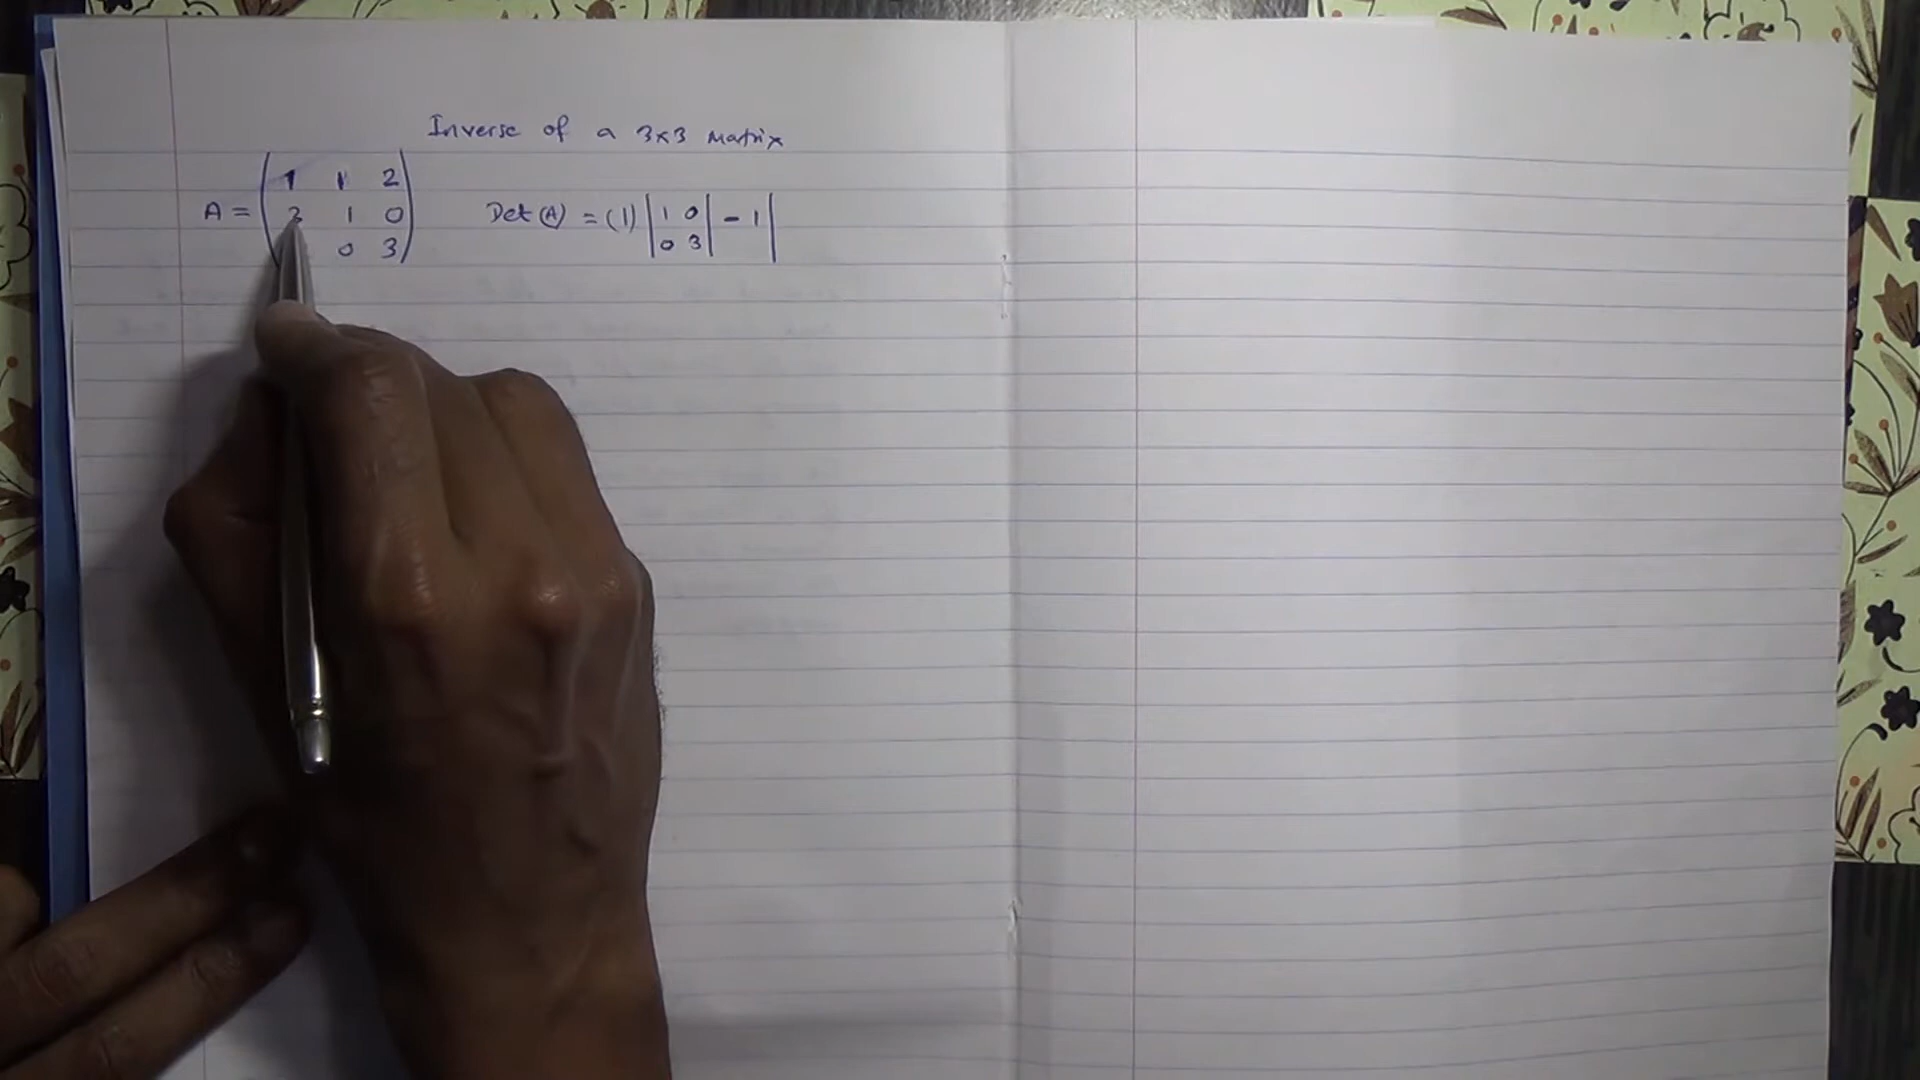 Inverse of a 3x3 matrix
1 1 2
A = 3 1 0 Det (A) = (1) | 1 0 | - 1 |
0 3 | 0 3 |